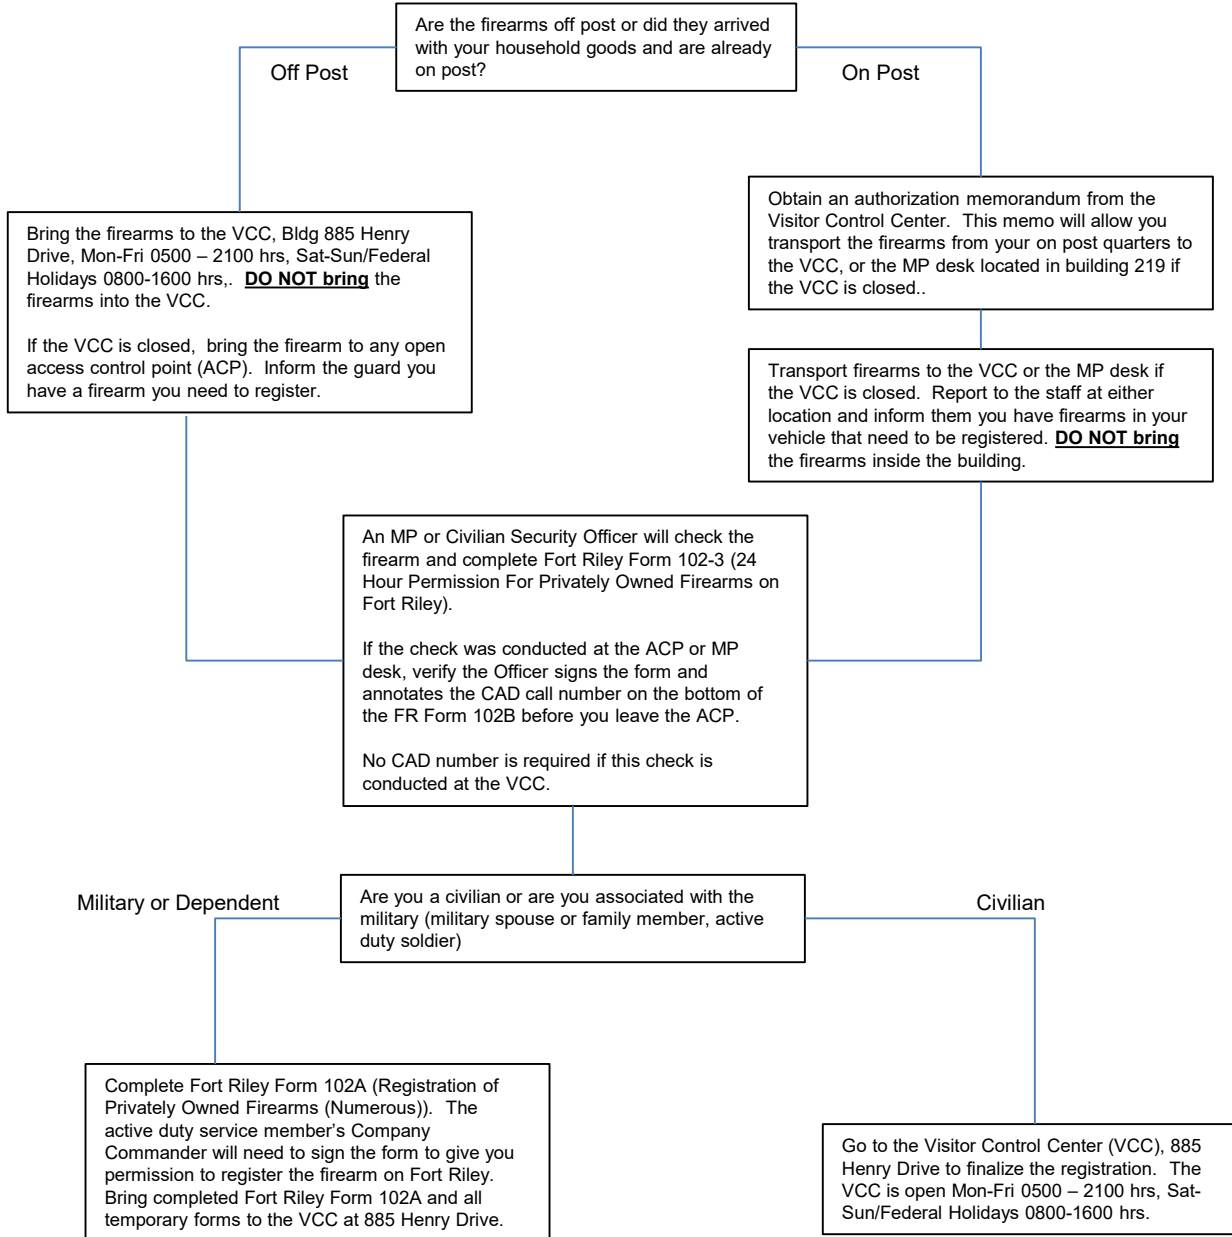 Are the firearms off post or did they arrived
with your household goods and are already
on post?
Off Post
On Post
Bring the firearms to the VCC, Bldg 885 Henry
Drive, Mon-Fri 0500 – 2100 hrs, Sat-Sun/Federal
Holidays 0800-1600 hrs,. DO NOT bring the
firearms into the VCC.
If the VCC is closed, bring the firearm to any open
access control point (ACP). Inform the guard you
have a firearm you need to register.
Obtain an authorization memorandum from the
Visitor Control Center. This memo will allow you
transport the firearms from your on post quarters to
the VCC, or the MP desk located in building 219 if
the VCC is closed..
Transport firearms to the VCC or the MP desk if
the VCC is closed. Report to the staff at either
location and inform them you have firearms in your
vehicle that need to be registered. DO NOT bring
the firearms inside the building.
An MP or Civilian Security Officer will check the
firearm and complete Fort Riley Form 102-3 (24
Hour Permission For Privately Owned Firearms on
Fort Riley).
If the check was conducted at the ACP or MP
desk, verify the Officer signs the form and
annotates the CAD call number on the bottom of
the FR Form 102B before you leave the ACP.
No CAD number is required if this check is
conducted at the VCC.
Are you a civilian or are you associated with the
military (military spouse or family member, active
duty soldier)
Military or Dependent
Civilian
Complete Fort Riley Form 102A (Registration of
Privately Owned Firearms (Numerous)). The
active duty service member's Company
Commander will need to sign the form to give you
permission to register the firearm on Fort Riley.
Bring completed Fort Riley Form 102A and all
temporary forms to the VCC at 885 Henry Drive.
Go to the Visitor Control Center (VCC), 885
Henry Drive to finalize the registration. The
VCC is open Mon-Fri 0500 – 2100 hrs, Sat-
Sun/Federal Holidays 0800-1600 hrs.